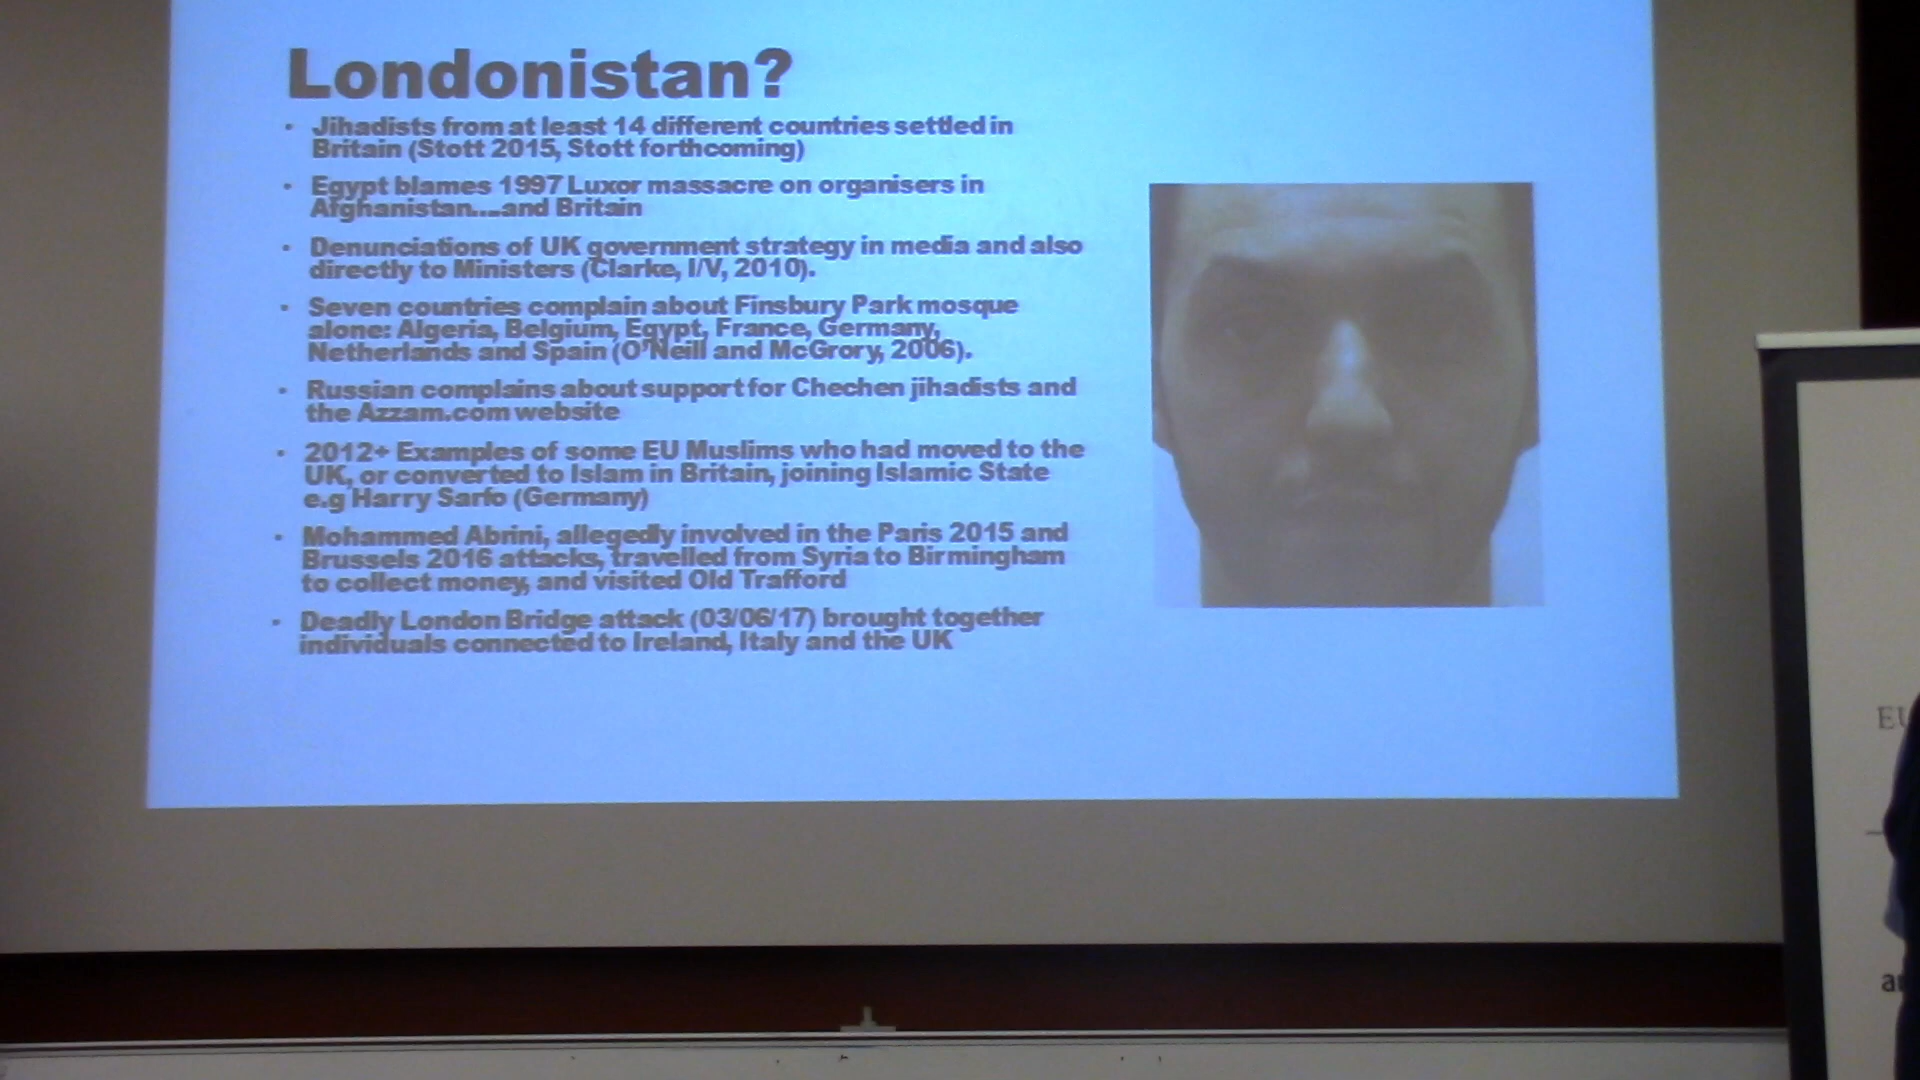 Londonistan?
• Jihadists from at least 14 different countries settled in
Britain (Stott 2015, Stott forthcoming)
• Egypt blames 1997 Luxor massacre on organisers in
Afghanistan....and Britain
• Denunciations of UK government strategy in media and also
directly to Ministers (Clarke, I/V, 2010).
• Seven countries complain about Finsbury Park mosque
alone: Algeria, Belgium, Egypt, France, Germany,
Netherlands and Spain (O'Neill and McGrory, 2006).
• Russian complains about support for Chechen jihadists and
the Azzam.com website
• 2012+ Examples of some EU Muslims who had moved to the
UK, or converted to Islam in Britain, joining Islamic State
e.g Harry Sarfo (Germany)
• Mohammed Abrini, allegedly involved in the Paris 2015 and
Brussels 2016 attacks, travelled from Syria to Birmingham
to collect money, and visited Old Trafford
• Deadly London Bridge attack (03/06/17) brought together
individuals connected to Ireland, Italy and the UK